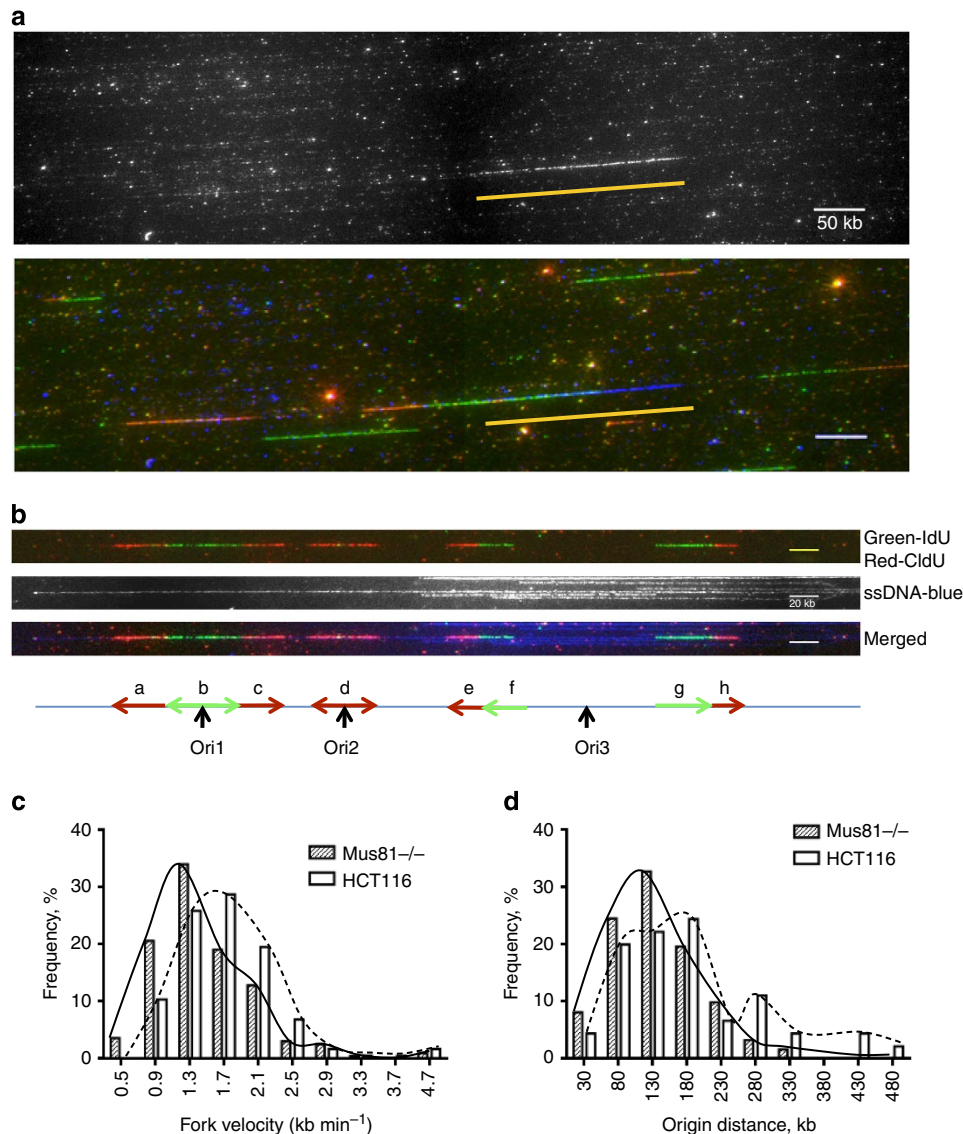 a
50 kb
b
Green-IdU
Red-CldU
ssDNA-blue
20 kb
Merged
a b c d e f g h
Ori1 Ori2 Ori3
c
Frequency, %
40
30
20
10
0
Mus81–/–
HCT116
0.5 0.9 1.3 1.7 2.1 2.5 2.9 3.3 3.7 4.7
Fork velocity (kb min⁻¹)
d
Frequency, %
40
30
20
10
0
Mus81–/–
HCT116
30 80 130 180 230 280 330 380 430 480
Origin distance, kb